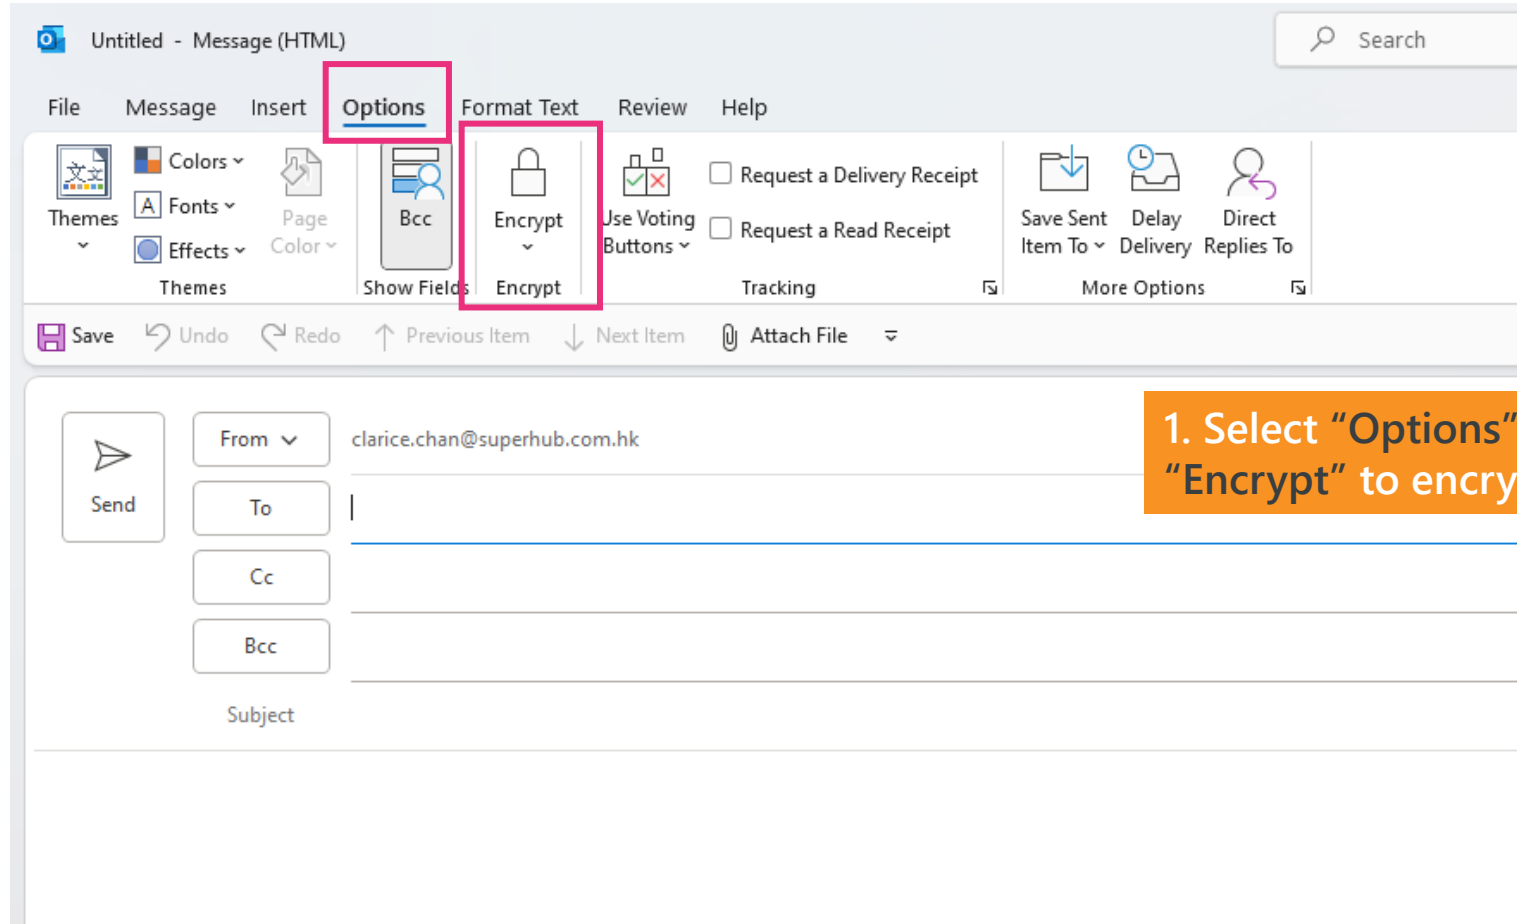 Untitled - Message (HTML)
Search
File Message Insert Options Format Text Review Help
文文
Themes
Colors
A Fonts
Effects
Page
Color
Themes
Bcc
Show Fields
Encrypt
Encrypt
Use Voting
Buttons
Request a Delivery Receipt
Request a Read Receipt
Tracking
Save Sent
Item To
Delay
Delivery
Direct
Replies To
More Options
Save Undo Redo Previous Item Next Item Attach File
Send
From clarice.chan@superhub.com.hk
To
Cc
Bcc
Subject
1. Select “Options”
“Encrypt” to encry